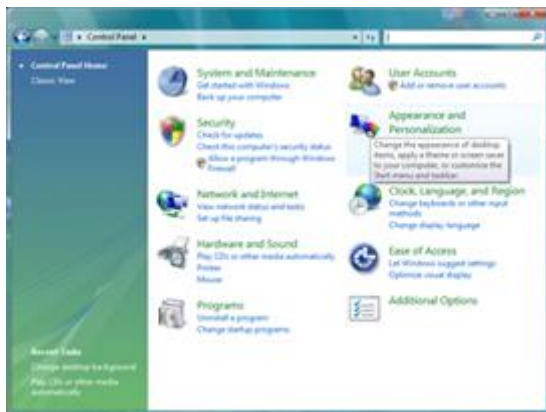 Control Panel
Control Panel Home
Classic View
System and Maintenance
Get started with Windows
Back up your computer
Security
Check for updates
Check this computer's security status
Allow a program through Windows
Firewall
Network and Internet
View network status and tasks
Set up file sharing
Hardware and Sound
Play CDs or other media automatically
Printer
Mouse
Programs
Uninstall a program
Change startup programs
User Accounts
Add or remove user accounts
Appearance and
Personalization
Change the appearance of desktop
items, apply a theme or screen saver
to your computer, or customize the
Start menu and taskbar.
Clock, Language, and Region
Change keyboards or other input
methods
Change display language
Ease of Access
Let Windows suggest settings
Optimize visual display
Additional Options
Recent Tasks
Change desktop background
Play CDs or other media
automatically